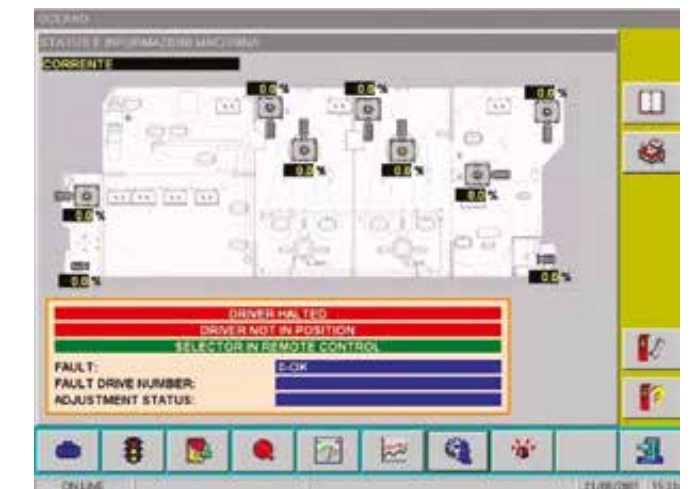 OCEANO
STATUS E INFORMAZIONI MACCHINA
CORRENTE
0.0 %
0.0 %
0.0 %
0.0 %
0.0 %
0.0 %
0.0 %
0.0 %
0.0 %
DRIVER HALTED
DRIVER NOT IN POSITION
SELECTOR IN REMOTE CONTROL
FAULT: 0-OK
FAULT DRIVE NUMBER:
ADJUSTMENT STATUS:
ON LINE